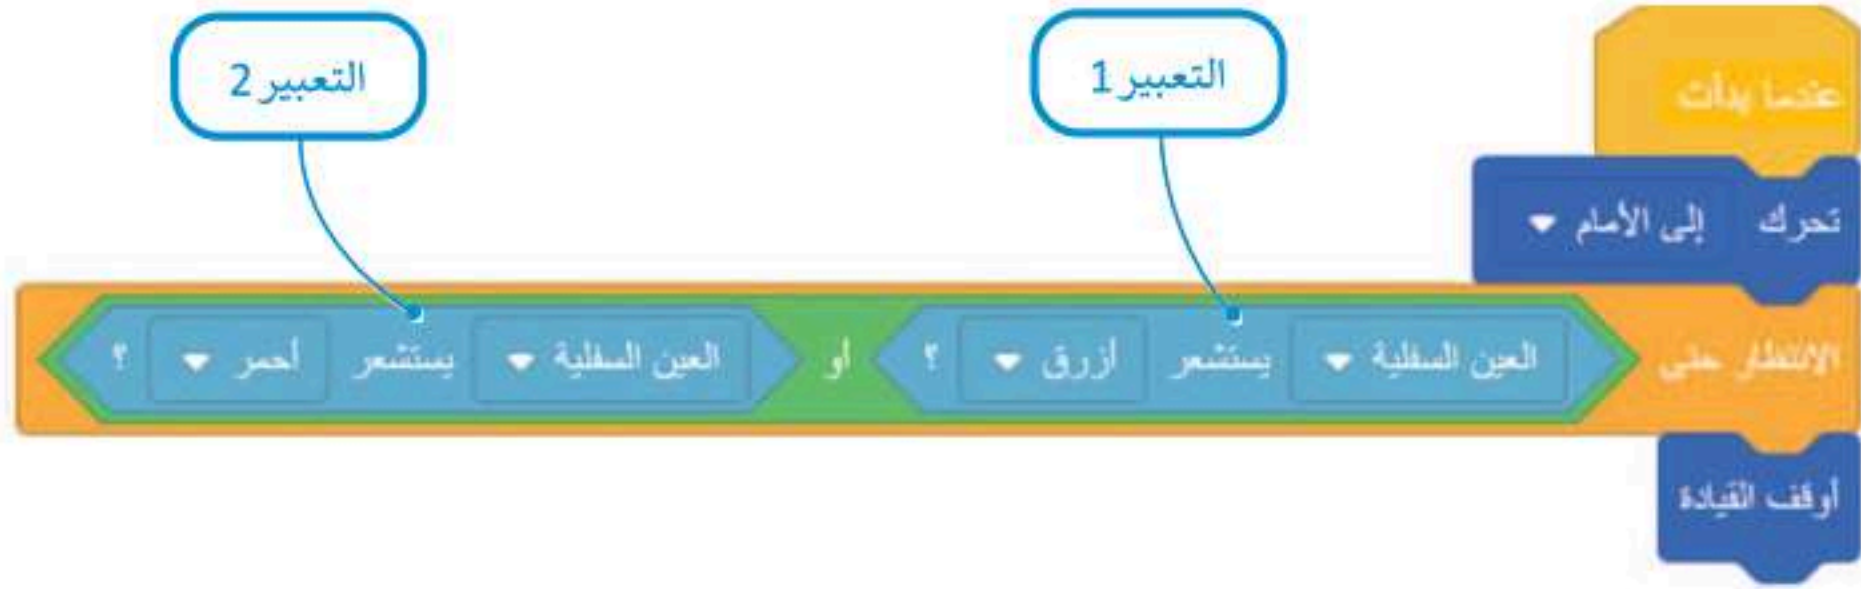 التعبير 1
التعبير 2
عندما بدأت
تحرك إلى الأمام
الانتظار حتى العين السفلية يستشعر أزرق ؟ أو العين السفلية يستشعر أحمر ؟
أوقف القيادة